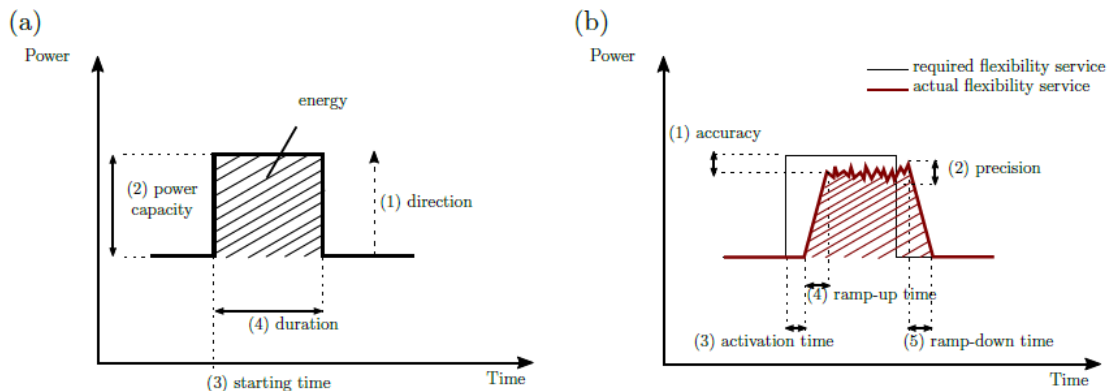 (a)
Power
energy
(2) power
capacity
(1) direction
(4) duration
(3) starting time
Time
(b)
Power
required flexibility service
actual flexibility service
(1) accuracy
(2) precision
(4) ramp-up time
(3) activation time
(5) ramp-down time
Time